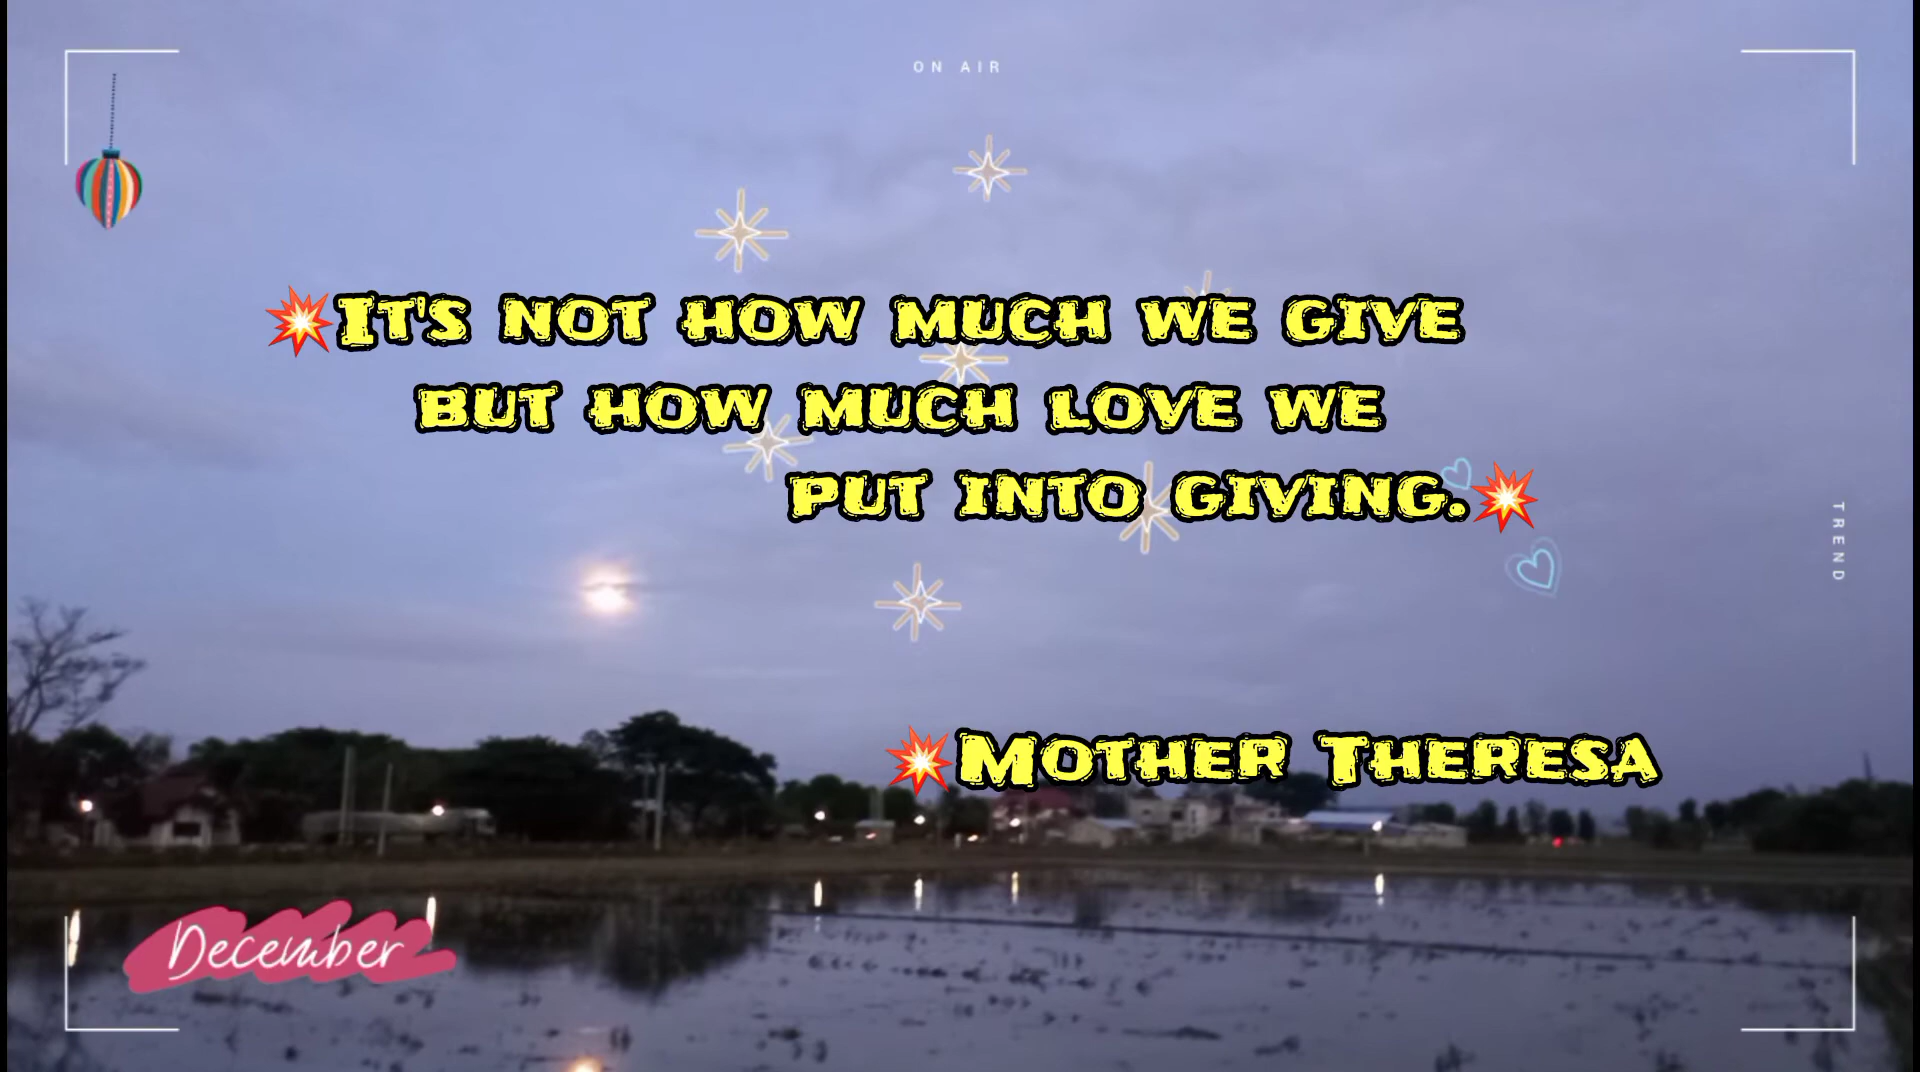 ON AIR
💥It's not how much we give
but how much love we
put into giving.💥
TREND
💥Mother Theresa
December